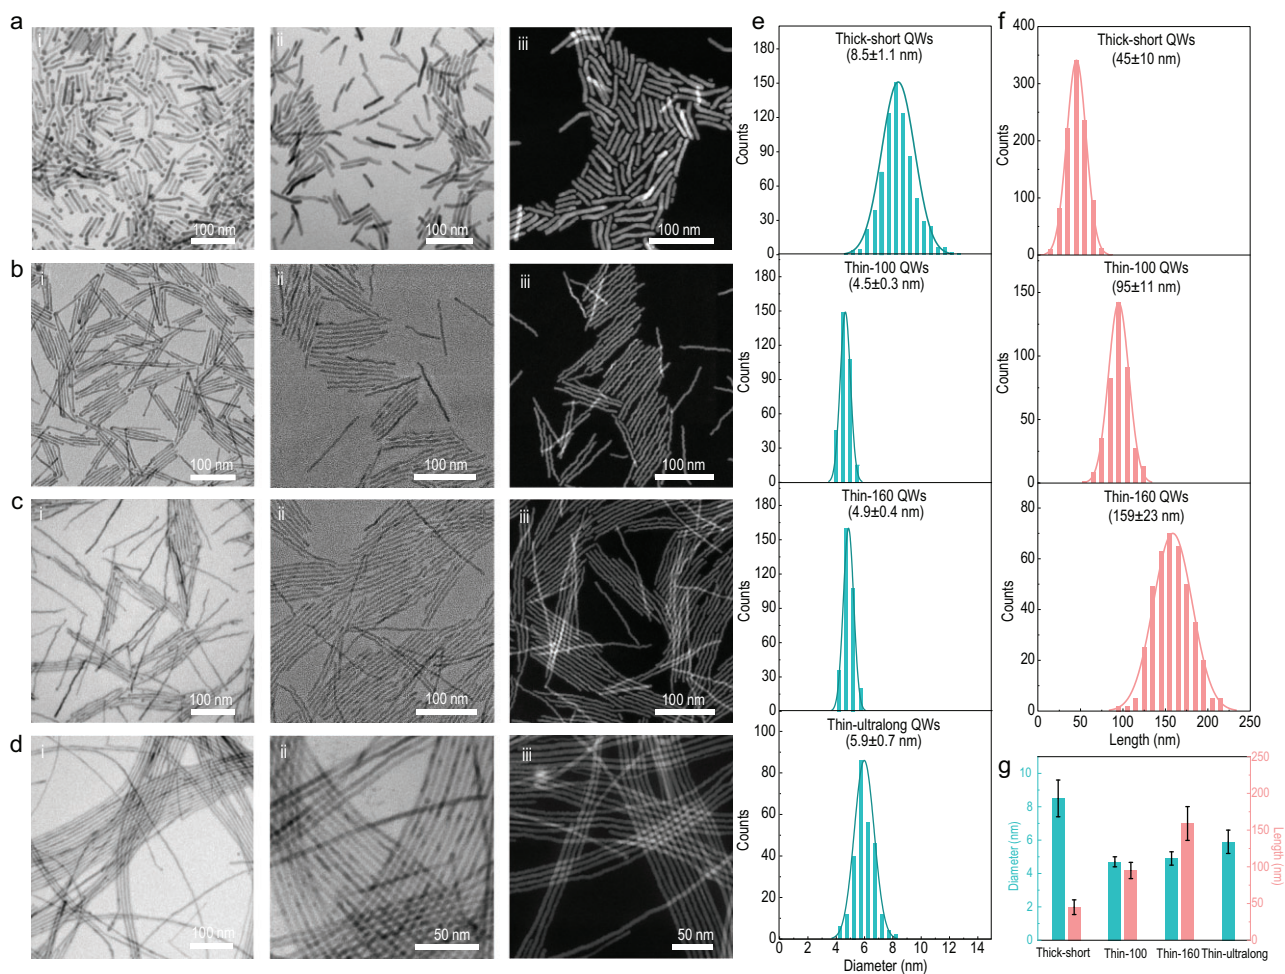 a
i
100 nm
ii
100 nm
iii
100 nm
b
i
100 nm
ii
100 nm
iii
100 nm
c
i
100 nm
ii
100 nm
iii
100 nm
d
i
100 nm
ii
50 nm
iii
50 nm
e
Thick-short QWs
(8.5±1.1 nm)
Counts
180
150
120
90
60
30
0
Thin-100 QWs
(4.5±0.3 nm)
Counts
180
150
120
90
60
30
0
Thin-160 QWs
(4.9±0.4 nm)
Counts
180
150
120
90
60
30
0
Thin-ultralong QWs
(5.9±0.7 nm)
Counts
100
80
60
40
20
0
0 2 4 6 8 10 12 14
Diameter (nm)
f
Thick-short QWs
(45±10 nm)
Counts
400
300
200
100
0
Thin-100 QWs
(95±11 nm)
Counts
150
100
50
0
Thin-160 QWs
(159±23 nm)
Counts
80
60
40
20
0
0 50 100 150 200 250
Length (nm)
g
Diameter (nm)
10
8
6
4
2
0
250
200
150
100
50
0
Length (nm)
Thick-short Thin-100 Thin-160 Thin-ultralong